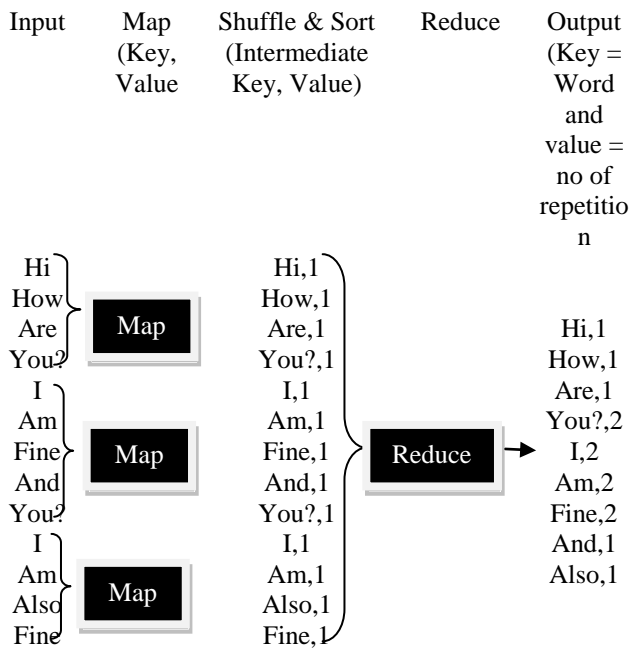 Input Map Shuffle & Sort Reduce Output
(Key, (Intermediate (Key =
Value Key, Value) Word
and
value =
no of
repetitio
n
Hi Hi,1
How How,1
Map
Are Are,1 Hi,1
You? You?,1 How,1
I I,1 Are,1
Am Am,1 You?,2
Fine Map Fine,1 Reduce I,2
And And,1 Am,2
You? You?,1 Fine,2
I I,1 And,1
Am Am,1 Also,1
Map
Also Also,1
Fine Fine,1